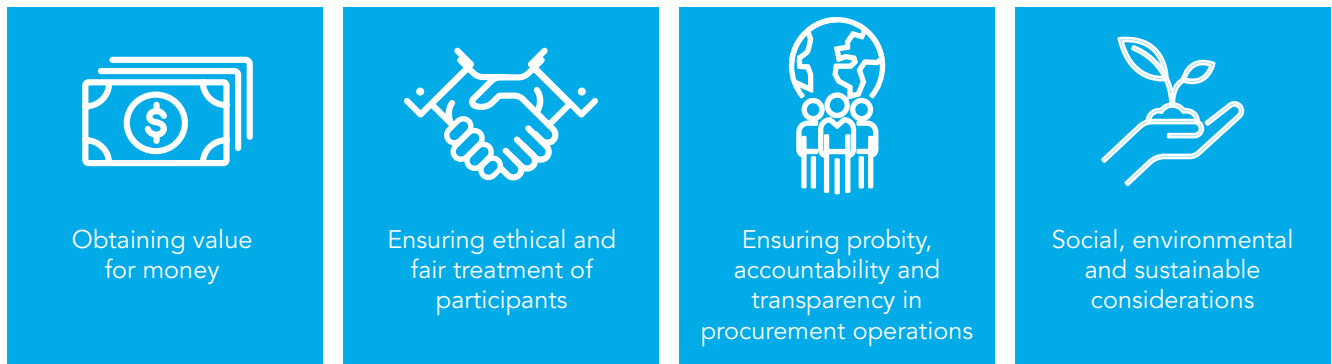 $
Obtaining value
for money
Ensuring ethical and
fair treatment of
participants
Ensuring probity,
accountability and
transparency in
procurement operations
Social, environmental
and sustainable
considerations